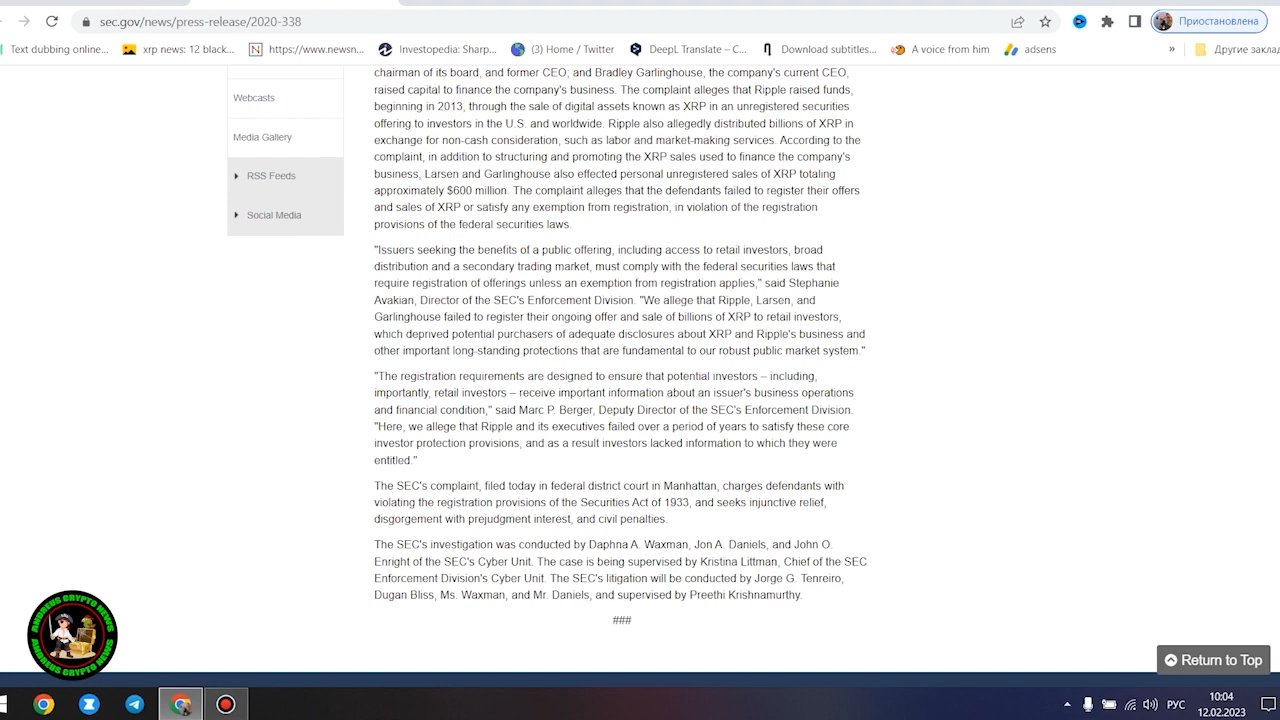 sec.gov/news/press-release/2020-338
Приостановлена
Text dubbing online...
xrp news: 12 black...
https://www.newsn...
Investopedia: Sharp...
(3) Home / Twitter
DeepL Translate – C...
Download subtitles...
A voice from him
adsens
»
Другие заклад
chairman of its board, and former CEO; and Bradley Garlinghouse, the company's current CEO,
raised capital to finance the company's business. The complaint alleges that Ripple raised funds,
beginning in 2013, through the sale of digital assets known as XRP in an unregistered securities
offering to investors in the U.S. and worldwide. Ripple also allegedly distributed billions of XRP in
exchange for non-cash consideration, such as labor and market-making services. According to the
complaint, in addition to structuring and promoting the XRP sales used to finance the company's
business, Larsen and Garlinghouse also effected personal unregistered sales of XRP totaling
approximately $600 million. The complaint alleges that the defendants failed to register their offers
and sales of XRP or satisfy any exemption from registration, in violation of the registration
provisions of the federal securities laws.
Webcasts
Media Gallery
RSS Feeds
Social Media
"Issuers seeking the benefits of a public offering, including access to retail investors, broad
distribution and a secondary trading market, must comply with the federal securities laws that
require registration of offerings unless an exemption from registration applies," said Stephanie
Avakian, Director of the SEC's Enforcement Division. "We allege that Ripple, Larsen, and
Garlinghouse failed to register their ongoing offer and sale of billions of XRP to retail investors,
which deprived potential purchasers of adequate disclosures about XRP and Ripple's business and
other important long-standing protections that are fundamental to our robust public market system."
"The registration requirements are designed to ensure that potential investors – including,
importantly, retail investors – receive important information about an issuer's business operations
and financial condition," said Marc P. Berger, Deputy Director of the SEC's Enforcement Division.
"Here, we allege that Ripple and its executives failed over a period of years to satisfy these core
investor protection provisions, and as a result investors lacked information to which they were
entitled."
The SEC's complaint, filed today in federal district court in Manhattan, charges defendants with
violating the registration provisions of the Securities Act of 1933, and seeks injunctive relief,
disgorgement with prejudgment interest, and civil penalties.
The SEC's investigation was conducted by Daphna A. Waxman, Jon A. Daniels, and John O.
Enright of the SEC's Cyber Unit. The case is being supervised by Kristina Littman, Chief of the SEC
Enforcement Division's Cyber Unit. The SEC's litigation will be conducted by Jorge G. Tenreiro,
Dugan Bliss, Ms. Waxman, and Mr. Daniels, and supervised by Preethi Krishnamurthy.
###
ANDREUS CRYPTO NEWS
ANDREUS CRYPTO NEWS
Return to Top
РУС
10:04
12.02.2023